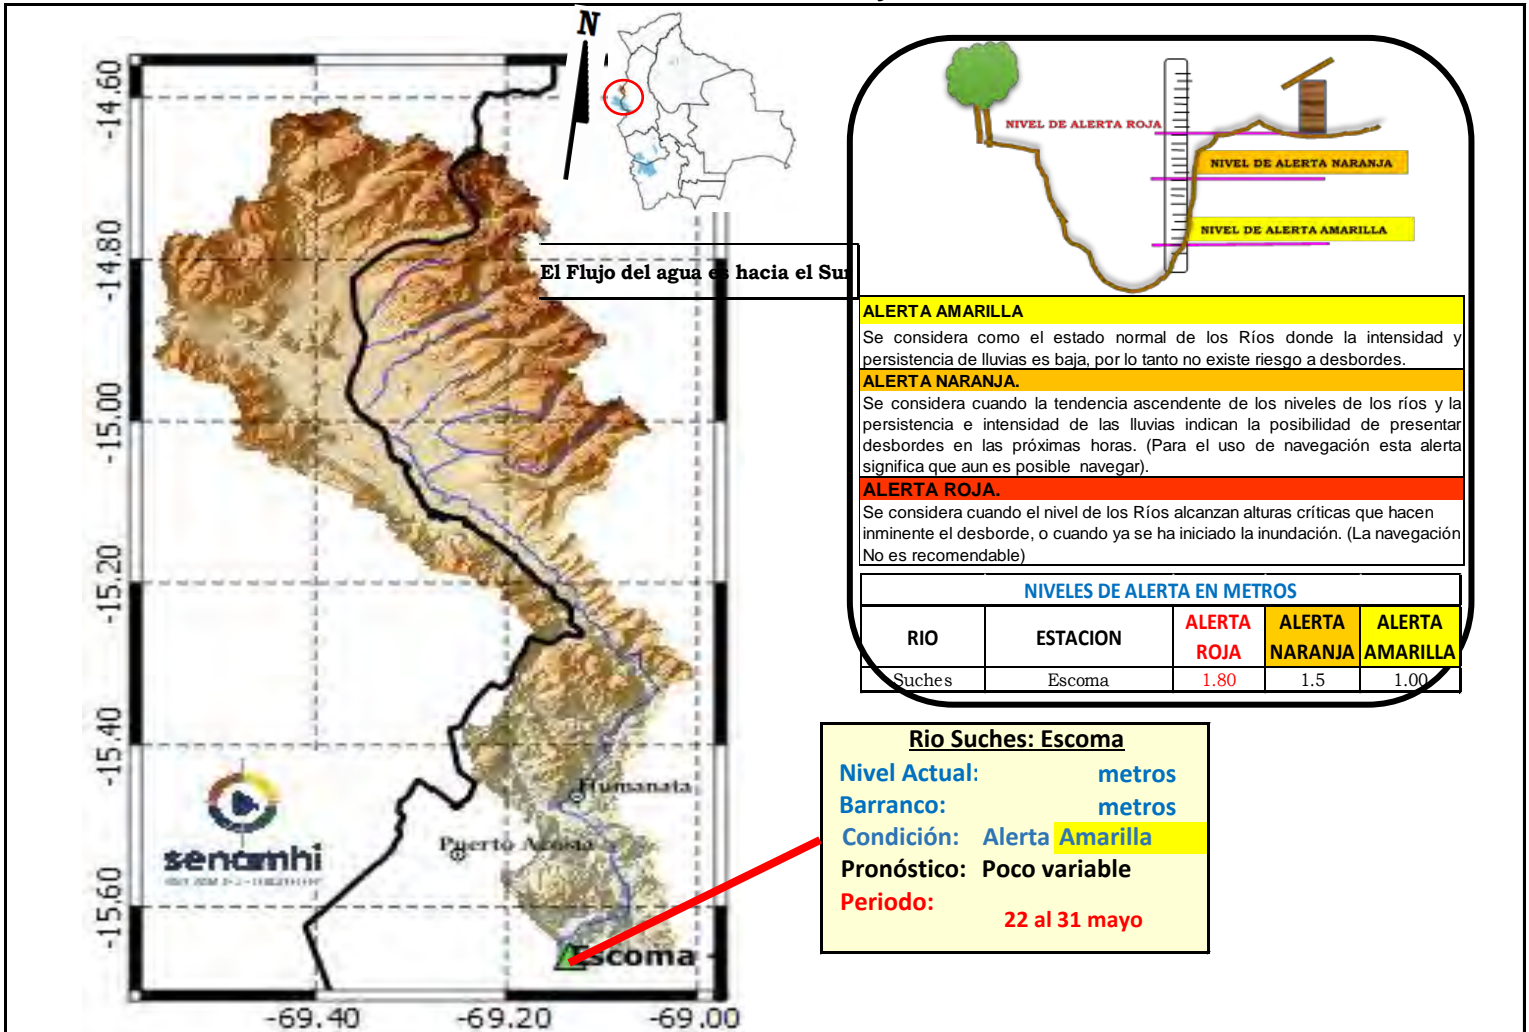 N
-14.60
-14.80
-15.00
-15.20
-15.40
-15.60
-69.40
-69.20
-69.00
El Flujo del agua es hacia el Sur
Humanata
Puerto Acosta
Escoma
senamhi
NIVEL DE ALERTA ROJA
NIVEL DE ALERTA NARANJA
NIVEL DE ALERTA AMARILLA
ALERTA AMARILLA
Se considera como el estado normal de los Ríos donde la intensidad y
persistencia de lluvias es baja, por lo tanto no existe riesgo a desbordes.
ALERTA NARANJA.
Se considera cuando la tendencia ascendente de los niveles de los ríos y la
persistencia e intensidad de las lluvias indican la posibilidad de presentar
desbordes en las próximas horas. (Para el uso de navegación esta alerta
significa que aun es posible navegar).
ALERTA ROJA.
Se considera cuando el nivel de los Ríos alcanzan alturas críticas que hacen
inminente el desborde, o cuando ya se ha iniciado la inundación. (La navegación
No es recomendable)
NIVELES DE ALERTA EN METROS
RIO ESTACION ALERTA ROJA ALERTA NARANJA ALERTA AMARILLA
Suches Escoma 1.80 1.5 1.00
Rio Suches: Escoma
Nivel Actual: metros
Barranco: metros
Condición: Alerta Amarilla
Pronóstico: Poco variable
Periodo:
22 al 31 mayo